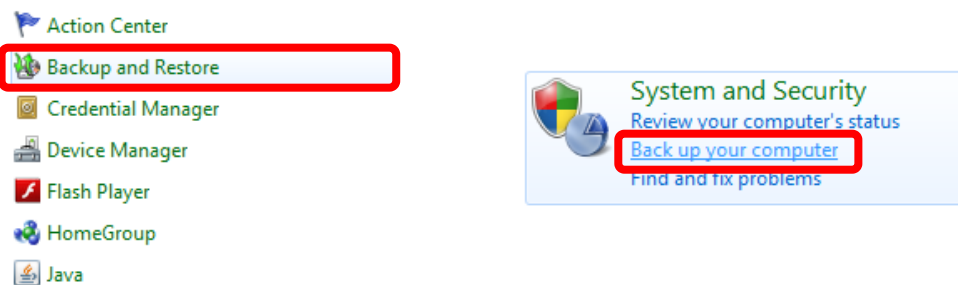 Action Center
Backup and Restore
Credential Manager
Device Manager
Flash Player
HomeGroup
Java
System and Security
Review your computer's status
Back up your computer
Find and fix problems